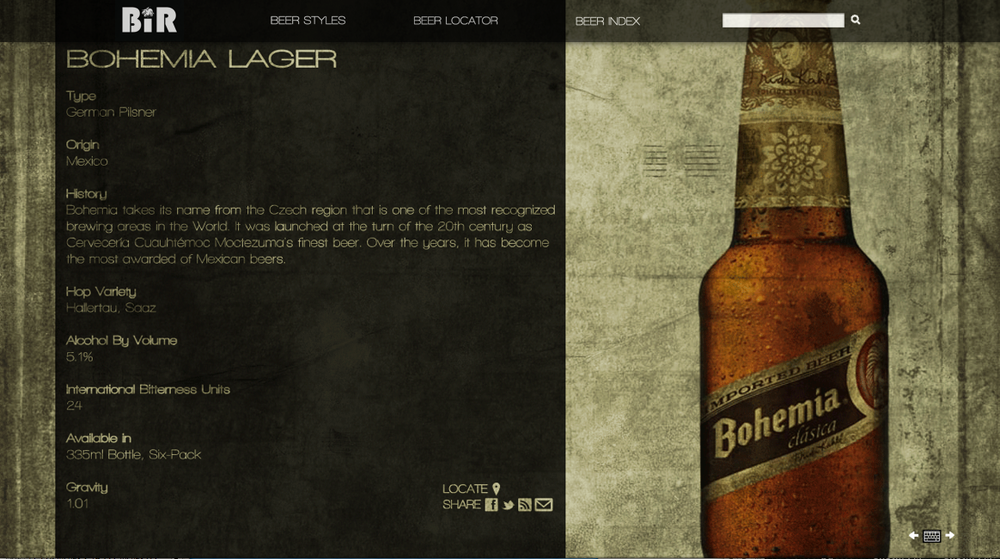 BiR
BEER STYLES
BEER LOCATOR
BEER INDEX
BOHEMIA LAGER
Type
German Pilsner
Origin
Mexico
History
Bohemia takes its name from the Czech region that is one of the most recognized
brewing areas in the World. It was launched at the turn of the 20th century as
Cervecería Cuauhtémoc Moctezuma's finest beer. Over the years, it has become
the most awarded of Mexican beers.
Hop Variety
Hallertau, Saaz
Alcohol By Volume
5.1%
International Bitterness Units
24
Available in
335ml Bottle, Six-Pack
Gravity
1.01
LOCATE
SHARE
Frida Kahlo
IMPORTED BEER
Bohemia
clásica